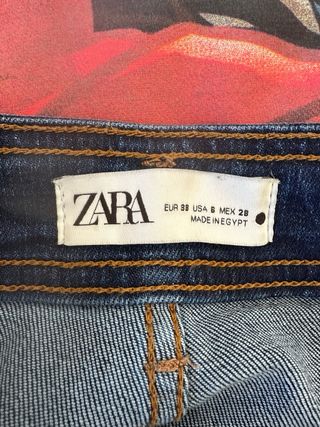 ZARA
EUR 38 USA 6 MEX 28
MADE IN EGYPT